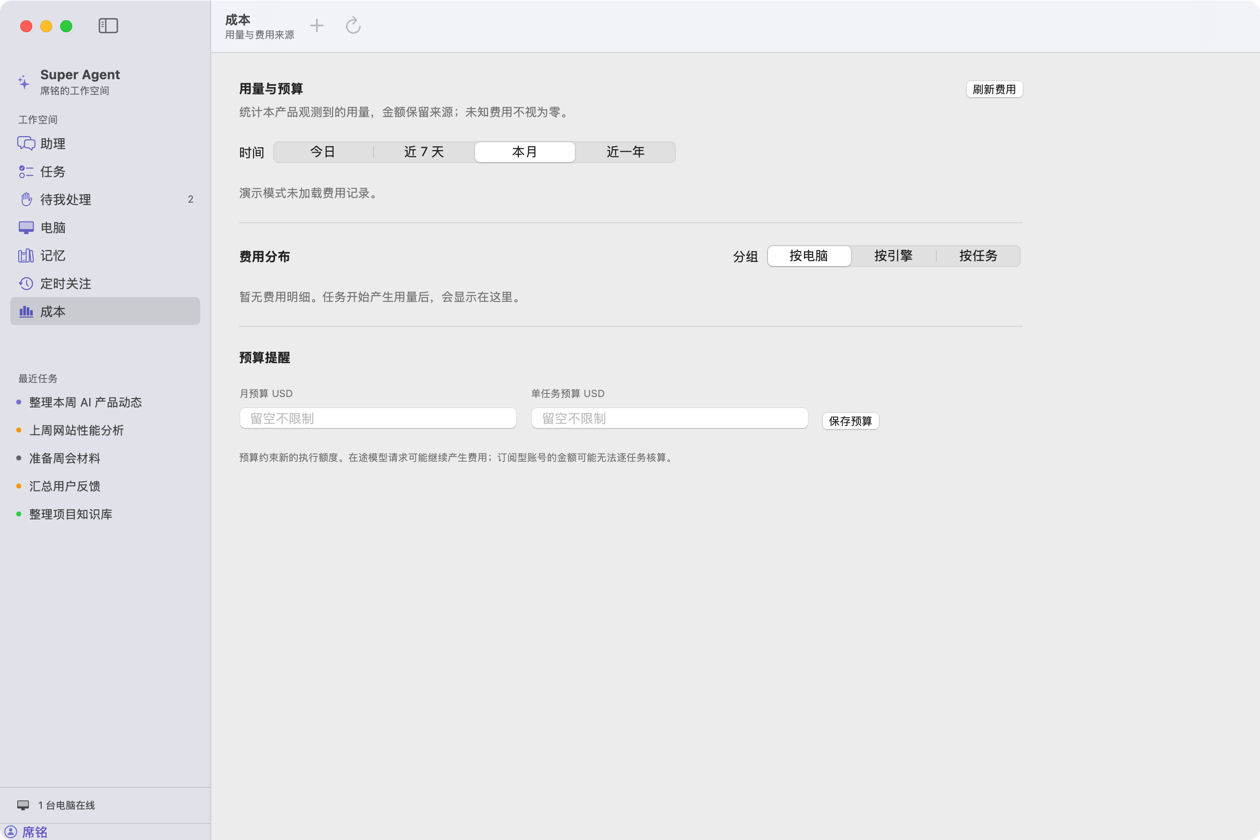 成本
用量与费用来源
Super Agent
席铭的工作空间
工作空间
助理
任务
待我处理 2
电脑
记忆
定时关注
成本
最近任务
整理本周 AI 产品动态
上周网站性能分析
准备周会材料
汇总用户反馈
整理项目知识库
1 台电脑在线
席铭
用量与预算
刷新费用
统计本产品观测到的用量，金额保留来源；未知费用不视为零。
时间 今日 近 7 天 本月 近一年
演示模式未加载费用记录。
费用分布
分组 按电脑 按引擎 按任务
暂无费用明细。任务开始产生用量后，会显示在这里。
预算提醒
月预算 USD 单任务预算 USD
留空不限制 留空不限制 保存预算
预算约束新的执行额度。在途模型请求可能继续产生费用；订阅型账号的金额可能无法逐任务核算。